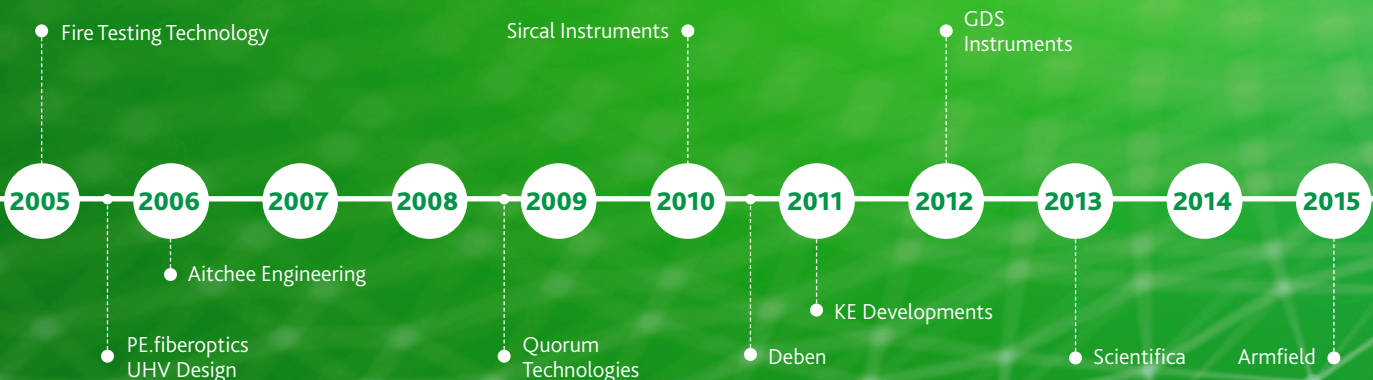 Fire Testing Technology
Sircal Instruments
GDS
Instruments
2005
2006
2007
2008
2009
2010
2011
2012
2013
2014
2015
Aitchee Engineering
KE Developments
PE.fiberoptics
UHV Design
Quorum
Technologies
Deben
Scientifica
Armfield